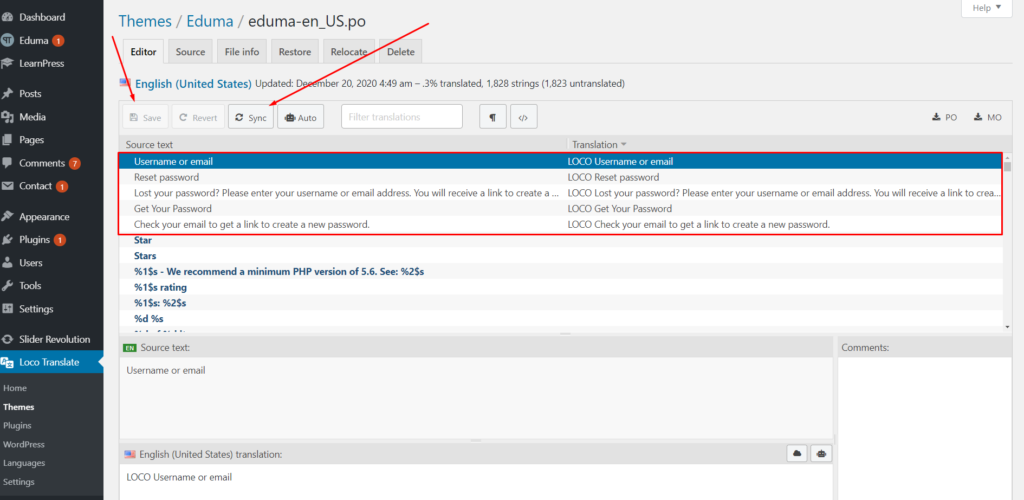 Dashboard
Eduma 1
LearnPress
Posts
Media
Pages
Comments 7
Contact 1
Appearance
Plugins 1
Users
Tools
Settings
Slider Revolution
Loco Translate
Home
Themes
Plugins
WordPress
Languages
Settings
Help
Themes / Eduma / eduma-en_US.po
Editor Source File info Restore Relocate Delete
English (United States) Updated: December 20, 2020 4:49 am – .3% translated, 1,828 strings (1,823 untranslated)
Save Revert Sync Auto Filter translations ¶ </> PO MO
Source text Translation
Username or email LOCO Username or email
Reset password LOCO Reset password
Lost your password? Please enter your username or email address. You will receive a link to create a ... LOCO Lost your password? Please enter your username or email address. You will receive a link to crea...
Get Your Password LOCO Get Your Password
Check your email to get a link to create a new password. LOCO Check your email to get a link to create a new password.
Star
Stars
%1$s - We recommend a minimum PHP version of 5.6. See: %2$s
%1$s rating
%1$s: %2$s
%d %s
EN Source text: Comments:
Username or email
English (United States) translation:
LOCO Username or email